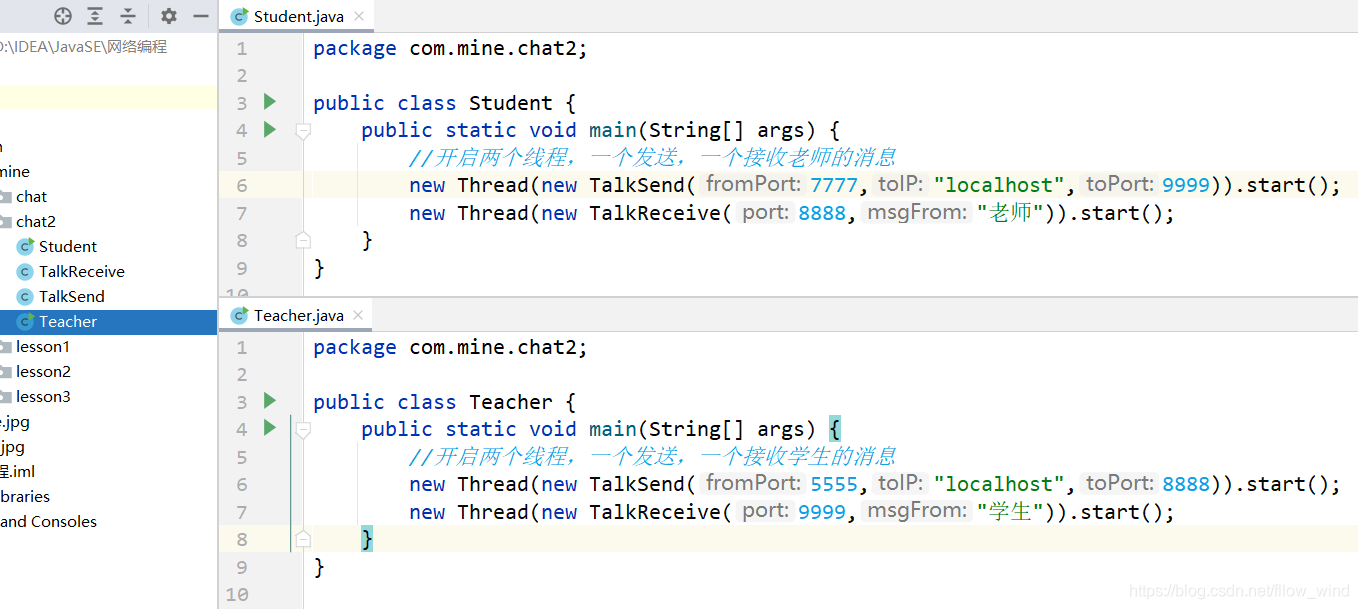 D:\IDEA\JavaSE\网络编程
mine
chat
chat2
Student
TalkReceive
TalkSend
Teacher
lesson1
lesson2
lesson3
.jpg
.jpg
程.iml
braries
and Consoles
Student.java
1 package com.mine.chat2;
2
3 public class Student {
4 public static void main(String[] args) {
5 //开启两个线程，一个发送，一个接收老师的消息
6 new Thread(new TalkSend( fromPort: 7777, toIP: "localhost", toPort: 9999)).start();
7 new Thread(new TalkReceive( port: 8888, msgFrom: "老师")).start();
8 }
9 }
10
Teacher.java
1 package com.mine.chat2;
2
3 public class Teacher {
4 public static void main(String[] args) {
5 //开启两个线程，一个发送，一个接收学生的消息
6 new Thread(new TalkSend( fromPort: 5555, toIP: "localhost", toPort: 8888)).start();
7 new Thread(new TalkReceive( port: 9999, msgFrom: "学生")).start();
8 }
9 }
10
https://blog.csdn.net/fllow_wind